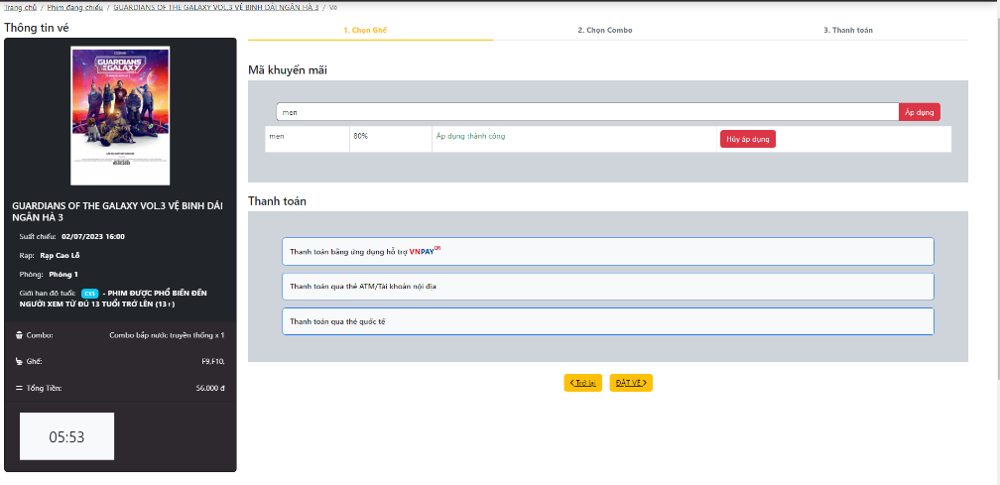 Trang chủ / Phim đang chiếu / GUARDIANS OF THE GALAXY VOL.3 VỆ BINH DẢI NGÂN HÀ 3 / Vé
Thông tin vé
GUARDIANS
OF THE GALAXY
GUARDIANS OF THE GALAXY VOL.3 VỆ BINH DẢI
NGÂN HÀ 3
Suất chiếu: 02/07/2023 16:00
Rạp: Rạp Cao Lỗ
Phòng: Phòng 1
Giới hạn độ tuổi: C13 - PHIM ĐƯỢC PHỔ BIẾN ĐẾN
NGƯỜI XEM TỪ ĐỦ 13 TUỔI TRỞ LÊN (13+)
Combo: Combo bắp nước truyền thống x 1
Ghế: F9,F10,
Tổng Tiền: 56.000 đ
05:53
1. Chọn Ghế
2. Chọn Combo
3. Thanh toán
Mã khuyến mãi
men Áp dụng
men 80% Áp dụng thành công Hủy áp dụng
Thanh toán
Thanh toán bằng ứng dụng hỗ trợ VNPAYQR
Thanh toán qua thẻ ATM/Tài khoản nội địa
Thanh toán qua thẻ quốc tế
Trở lại ĐẶT VÉ